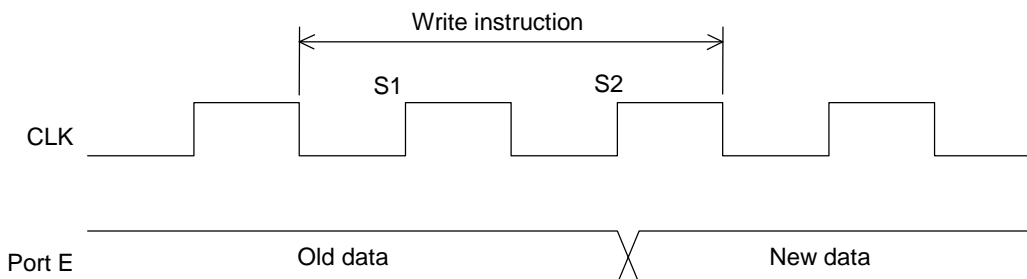 Write instruction
S1
S2
CLK
Port E
Old data
New data